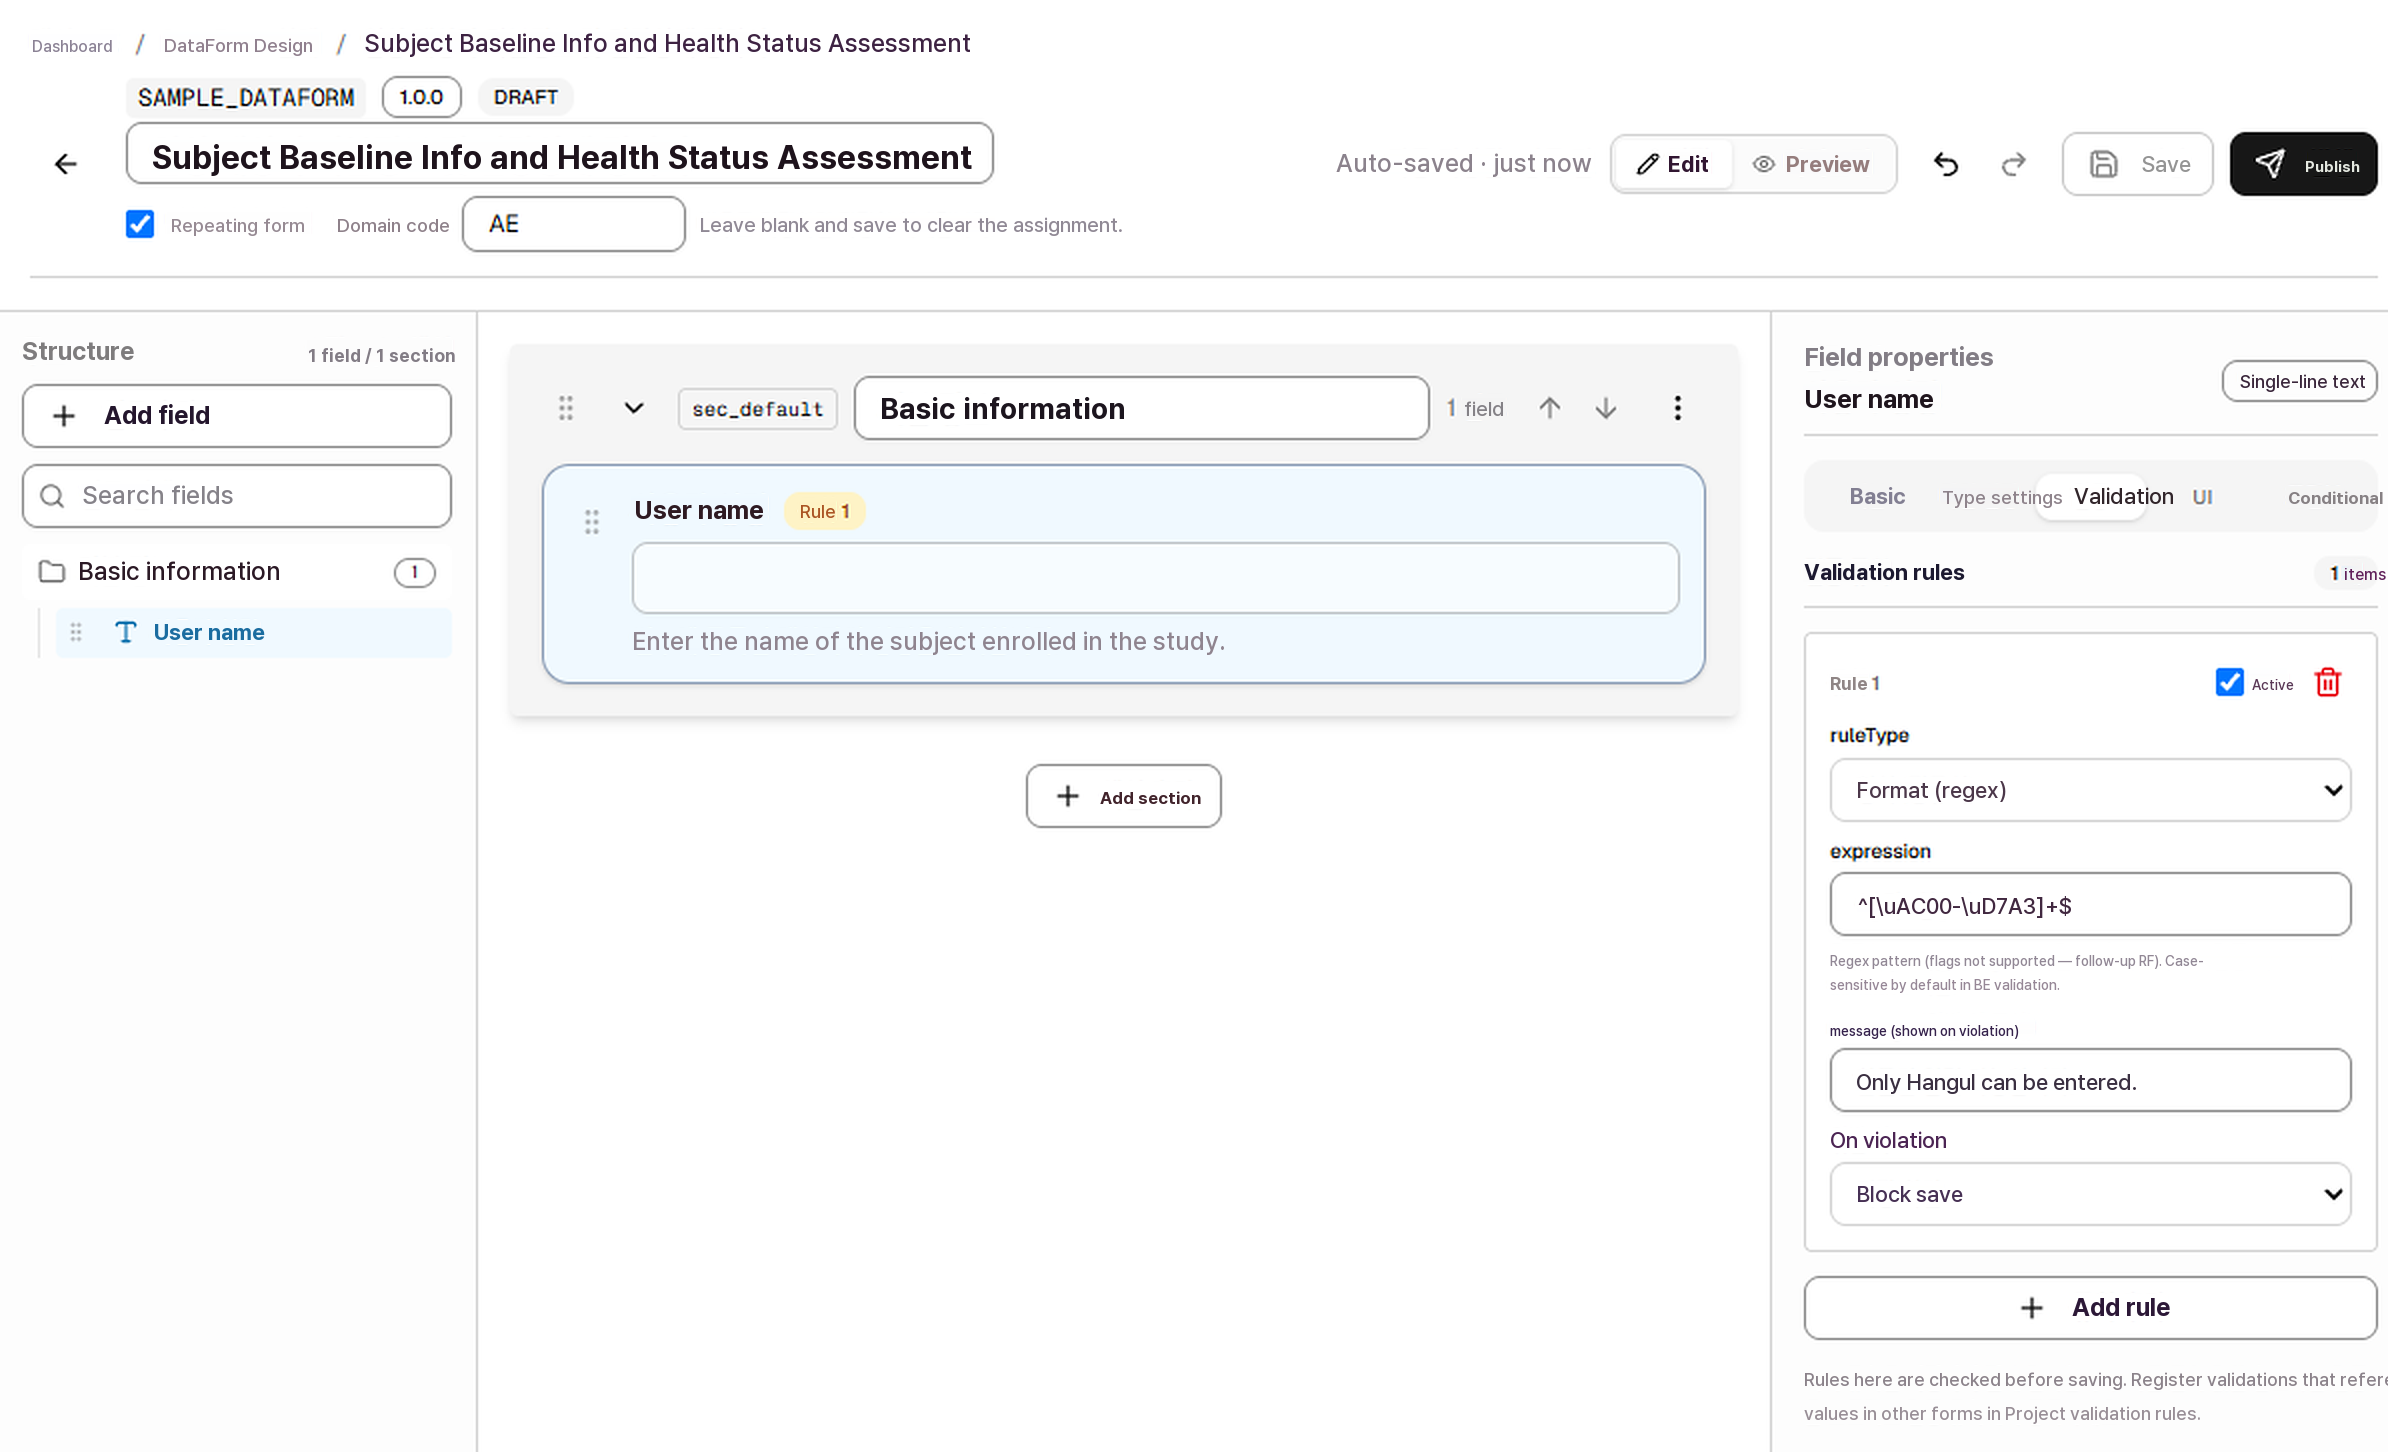 Dashboard / DataForm Design / Subject Baseline Info and Health Status Assessment
SAMPLE_DATAFORM 1.0.0 DRAFT
Subject Baseline Info and Health Status Assessment
Auto-saved · just now Edit Preview Save Publish
Repeating form Domain code AE Leave blank and save to clear the assignment.
Structure 1 field / 1 section
Add field
Search fields
Basic information 1
User name
sec_default Basic information 1 field
User name Rule 1
Enter the name of the subject enrolled in the study.
Add section
Field properties
User name Single-line text
Basic Type settings Validation UI Conditional
Validation rules 1 items
Rule 1 Active
ruleType
Format (regex)
expression
^[\uAC00-\uD7A3]+$
Regex pattern (flags not supported — follow-up RF). Case-
sensitive by default in BE validation.
message (shown on violation)
Only Hangul can be entered.
On violation
Block save
Add rule
Rules here are checked before saving. Register validations that refere
values in other forms in Project validation rules.